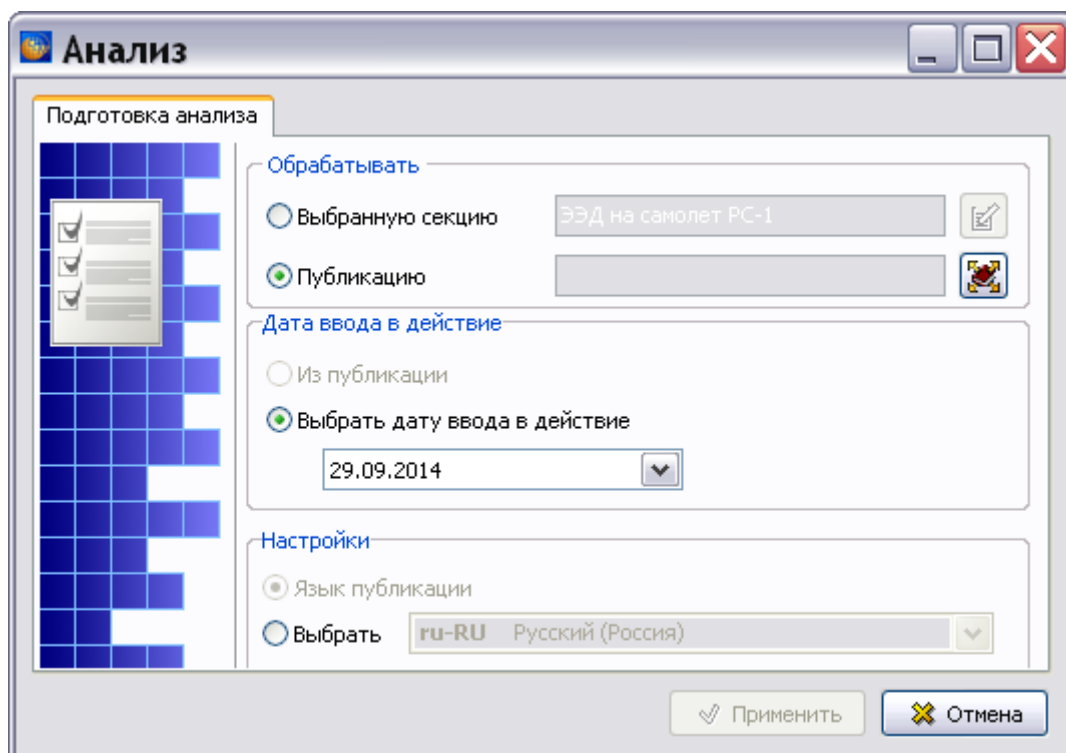 Анализ
Подготовка анализа
Обрабатывать
Выбранную секцию ЭЭД на самолет РС-1
Публикацию
Дата ввода в действие
Из публикации
Выбрать дату ввода в действие
29.09.2014
Настройки
Язык публикации
Выбрать ru-RU Русский (Россия)
Применить Отмена